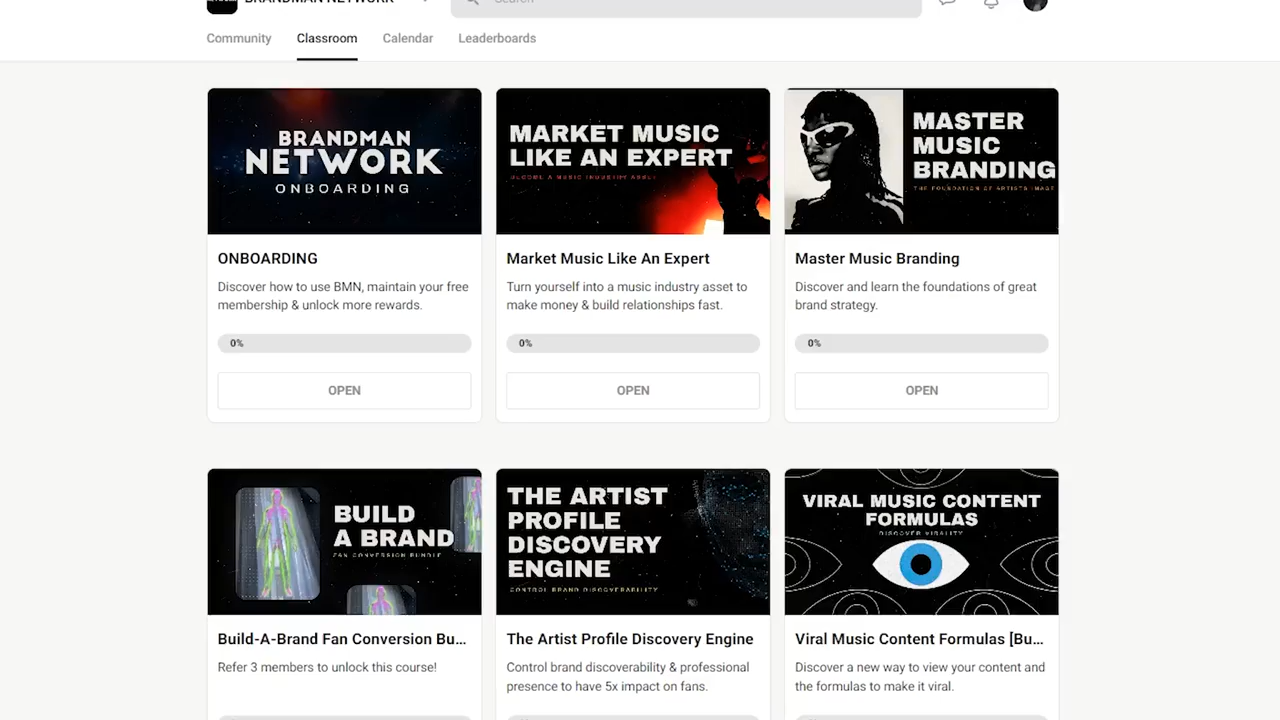 BRANDMAN NETWORK
Search
Community Classroom Calendar Leaderboards
BRANDMAN
NETWORK
ONBOARDING
MARKET MUSIC
LIKE AN EXPERT
BECOME A MUSIC INDUSTRY ASSET
MASTER
MUSIC
BRANDING
THE FOUNDATION OF ARTISTS IMAGE
ONBOARDING
Discover how to use BMN, maintain your free
membership & unlock more rewards.
0%
OPEN
Market Music Like An Expert
Turn yourself into a music industry asset to
make money & build relationships fast.
0%
OPEN
Master Music Branding
Discover and learn the foundations of great
brand strategy.
0%
OPEN
BUILD
A BRAND
FAN CONVERSION BUNDLE
THE ARTIST
PROFILE
DISCOVERY
ENGINE
CONTROL BRAND DISCOVERABILITY
VIRAL MUSIC CONTENT
FORMULAS
DISCOVER VIRALITY
Build-A-Brand Fan Conversion Bu...
Refer 3 members to unlock this course!
The Artist Profile Discovery Engine
Control brand discoverability & professional
presence to have 5x impact on fans.
Viral Music Content Formulas [Bu...
Discover a new way to view your content and
the formulas to make it viral.